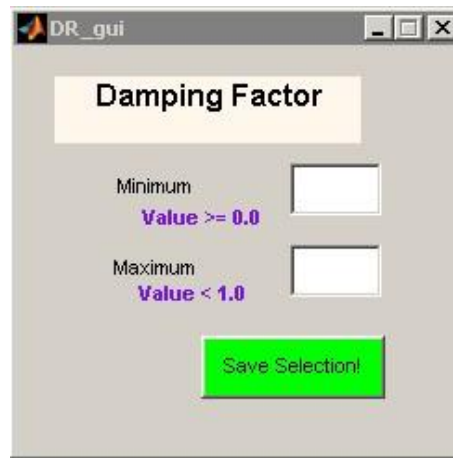 DR_gui
Damping Factor
Minimum
Value >= 0.0
Maximum
Value < 1.0
Save Selection!